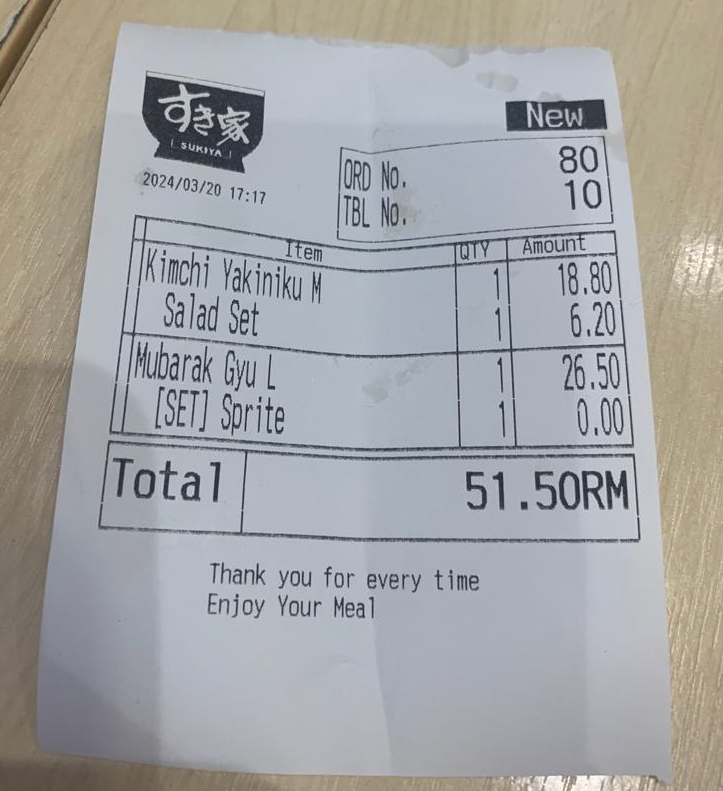 すき家
SUKIYA
New
2024/03/20 17:17
ORD No. 80
TBL No. 10
Item QTY Amount
Kimchi Yakiniku M 1 18.80
Salad Set 1 6.20
Mubarak Gyu L 1 26.50
[SET] Sprite 1 0.00
Total 51.50RM
Thank you for every time
Enjoy Your Meal